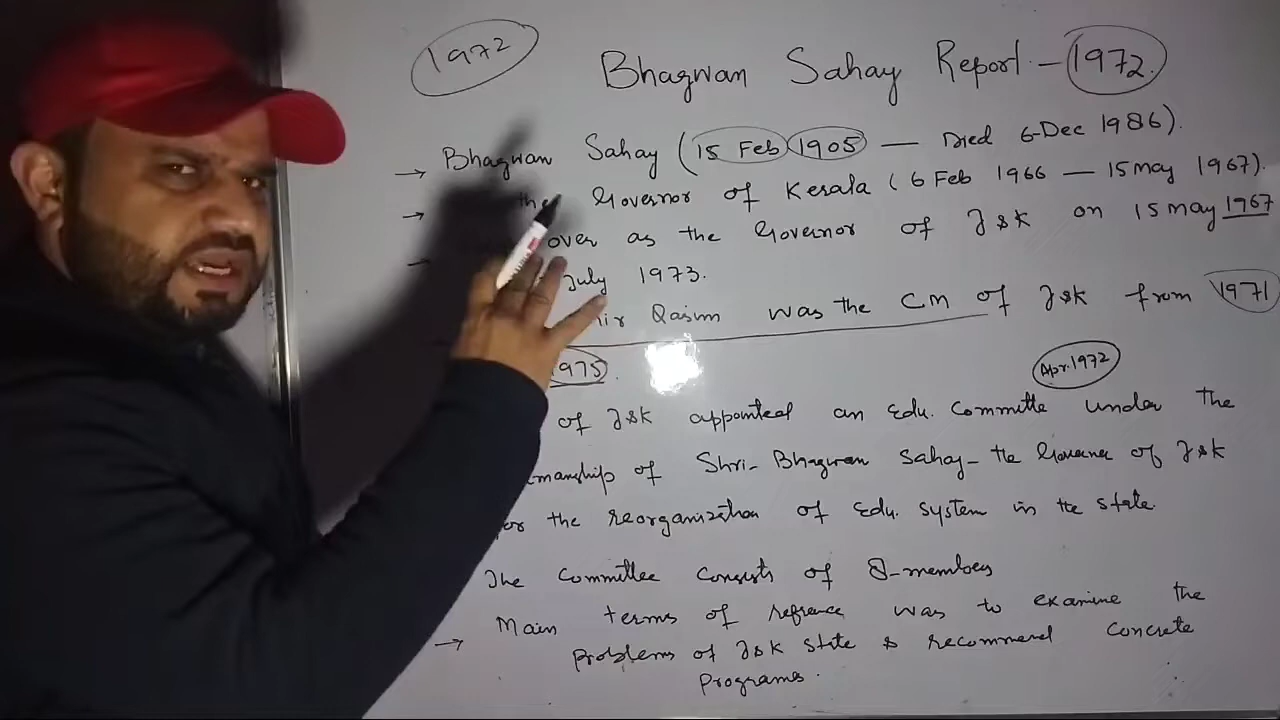 1972
Bhagwan Sahay Report - 1972.
→ Bhagwan Sahay (15 Feb 1905 — Died 6-Dec 1986).
→ the Governor of Kerala (6 Feb 1966 — 15 May 1967).
→ over as the Governor of J&K on 15 May 1967
July 1973.
Qasim was the CM of J&K from 1971
1975.
Apr. 1972
of J&K appointed an Edu. Committe under the
of Shri- Bhagwan Sahay - the Governor of J&K
the reorganization of Edu. system in the state.
The Committee Consists of 8-members
→ Main terms of refrence was to examine the
problems of J&K state & recommend Concrete
Programs.